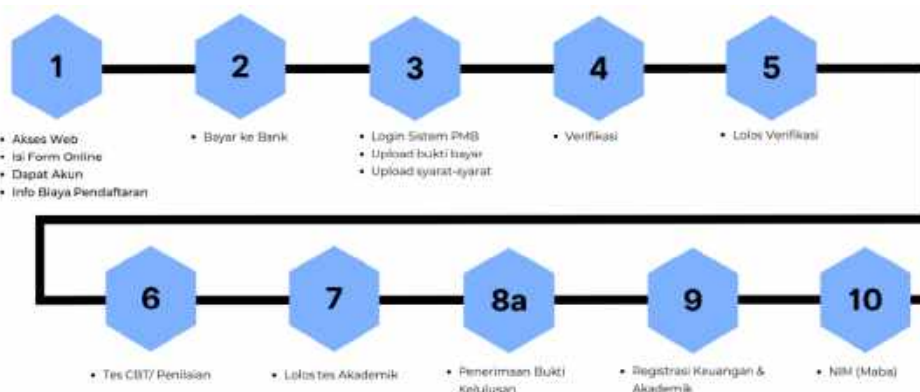 1
2
3
4
5
• Akses Web
• Isi Form Online
• Dapat Akun
• Info Biaya Pendaftaran
• Bayar ke Bank
• Login Sistem PMB
• Upload bukti bayar
• Upload syarat-syarat
• Verifikasi
• Lolos Verifikasi
6
7
8a
9
10
• Tes CBT/ Penilaian
• Lolos tes Akademik
• Penerimaan Bukti
Kelulusan
• Registrasi Keuangan &
Akademik
• NIM (Maba)